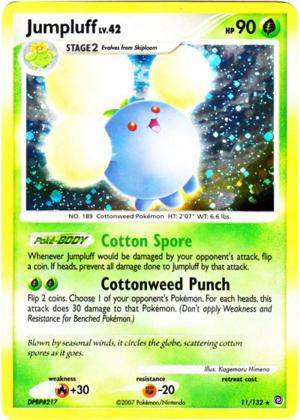 Jumpluff LV.42
HP 90
STAGE 2 Evolves from Skiploom
NO. 189 Cottonweed Pokémon HT: 2'07" WT: 6.6 lbs.
Poké-BODY Cotton Spore
Whenever Jumpluff would be damaged by your opponent's attack, flip
a coin. If heads, prevent all damage done to Jumpluff by that attack.
Cottonweed Punch
Flip 2 coins. Choose 1 of your opponent's Pokémon. For each heads, this
attack does 30 damage to that Pokémon. (Don't apply Weakness and
Resistance for Benched Pokémon.)
Blown by seasonal winds, it circles the globe, scattering cotton
spores as it goes.
Illus. Kagemaru Himeno
weakness resistance retreat cost
+30 -20
DPBP#217 ©2007 Pokémon/Nintendo 11/132 ★